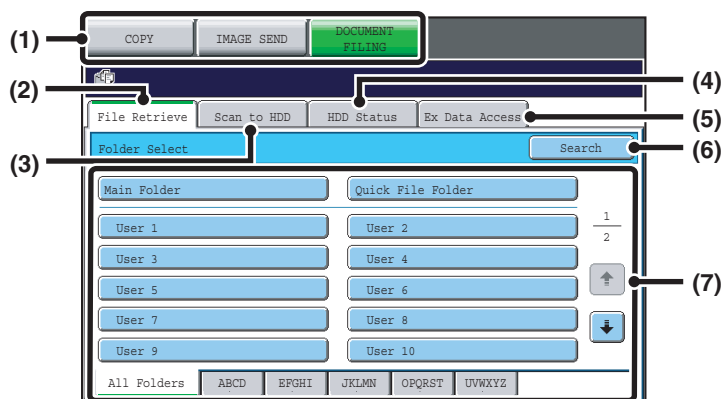 (1) COPY IMAGE SEND DOCUMENT FILING
(2) (4)
File Retrieve Scan to HDD HDD Status Ex Data Access (5)
(3) Folder Select Search (6)
Main Folder Quick File Folder
User 1 User 2 1
2
User 3 User 4
User 5 User 6 (7)
User 7 User 8
User 9 User 10
All Folders ABCD EFGHI JKLMN OPQRST UVWXYZ